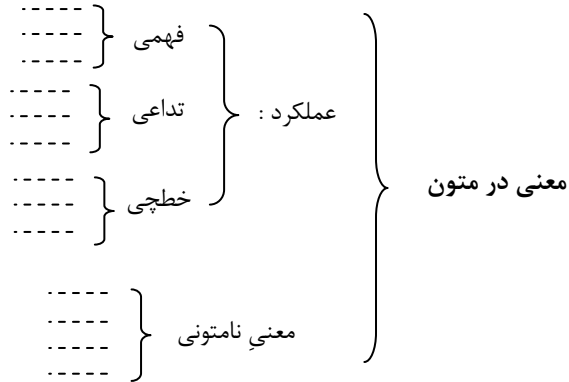 معنی در متون
عملکرد :
فهمی
تداعی
خطچی
معنیِ نامتونی